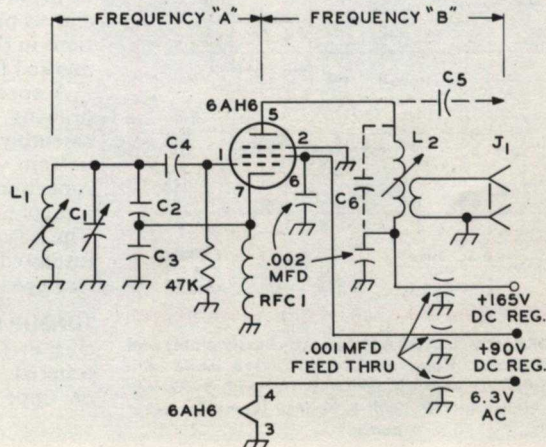 FREQUENCY "A"
FREQUENCY "B"
6AH6
5
C5
C4
1
2
L2
J1
7
6
L1
C1
C2
C6
C3
.002
MFD
47K
RFC1
+165V
DC REG.
.001 MFD
FEED THRU
+90V
DC REG.
6.3V
AC
6AH6
4
3